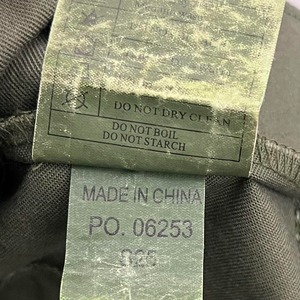 DO NOT DRY CLEAN
DO NOT BOIL
DO NOT STARCH
MADE IN CHINA
PO. 06253